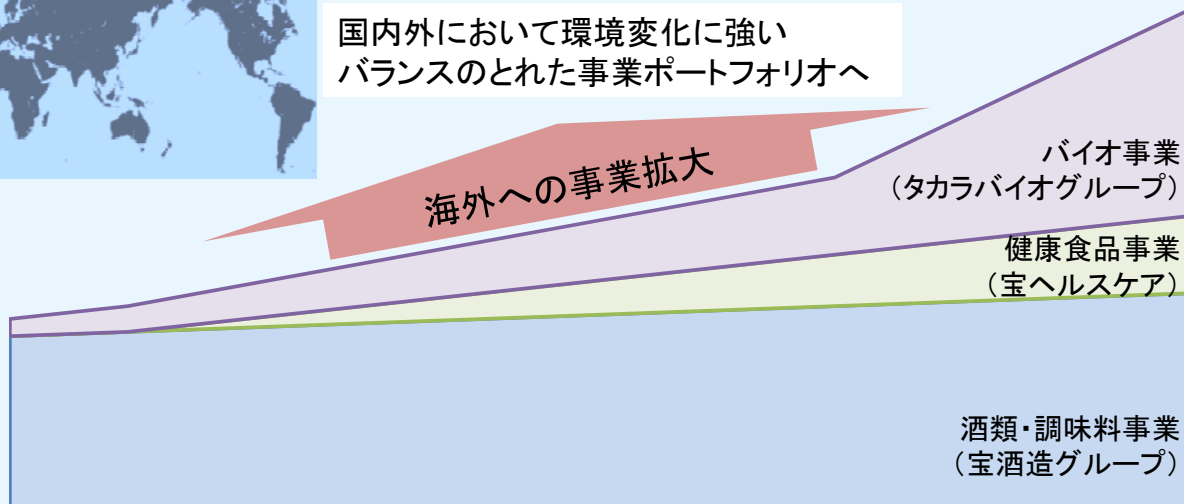 国内外において環境変化に強い
バランスのとれた事業ポートフォリオへ
海外への事業拡大
バイオ事業
(タカラバイオグループ)
健康食品事業
(宝ヘルスケア)
酒類・調味料事業
(宝酒造グループ)